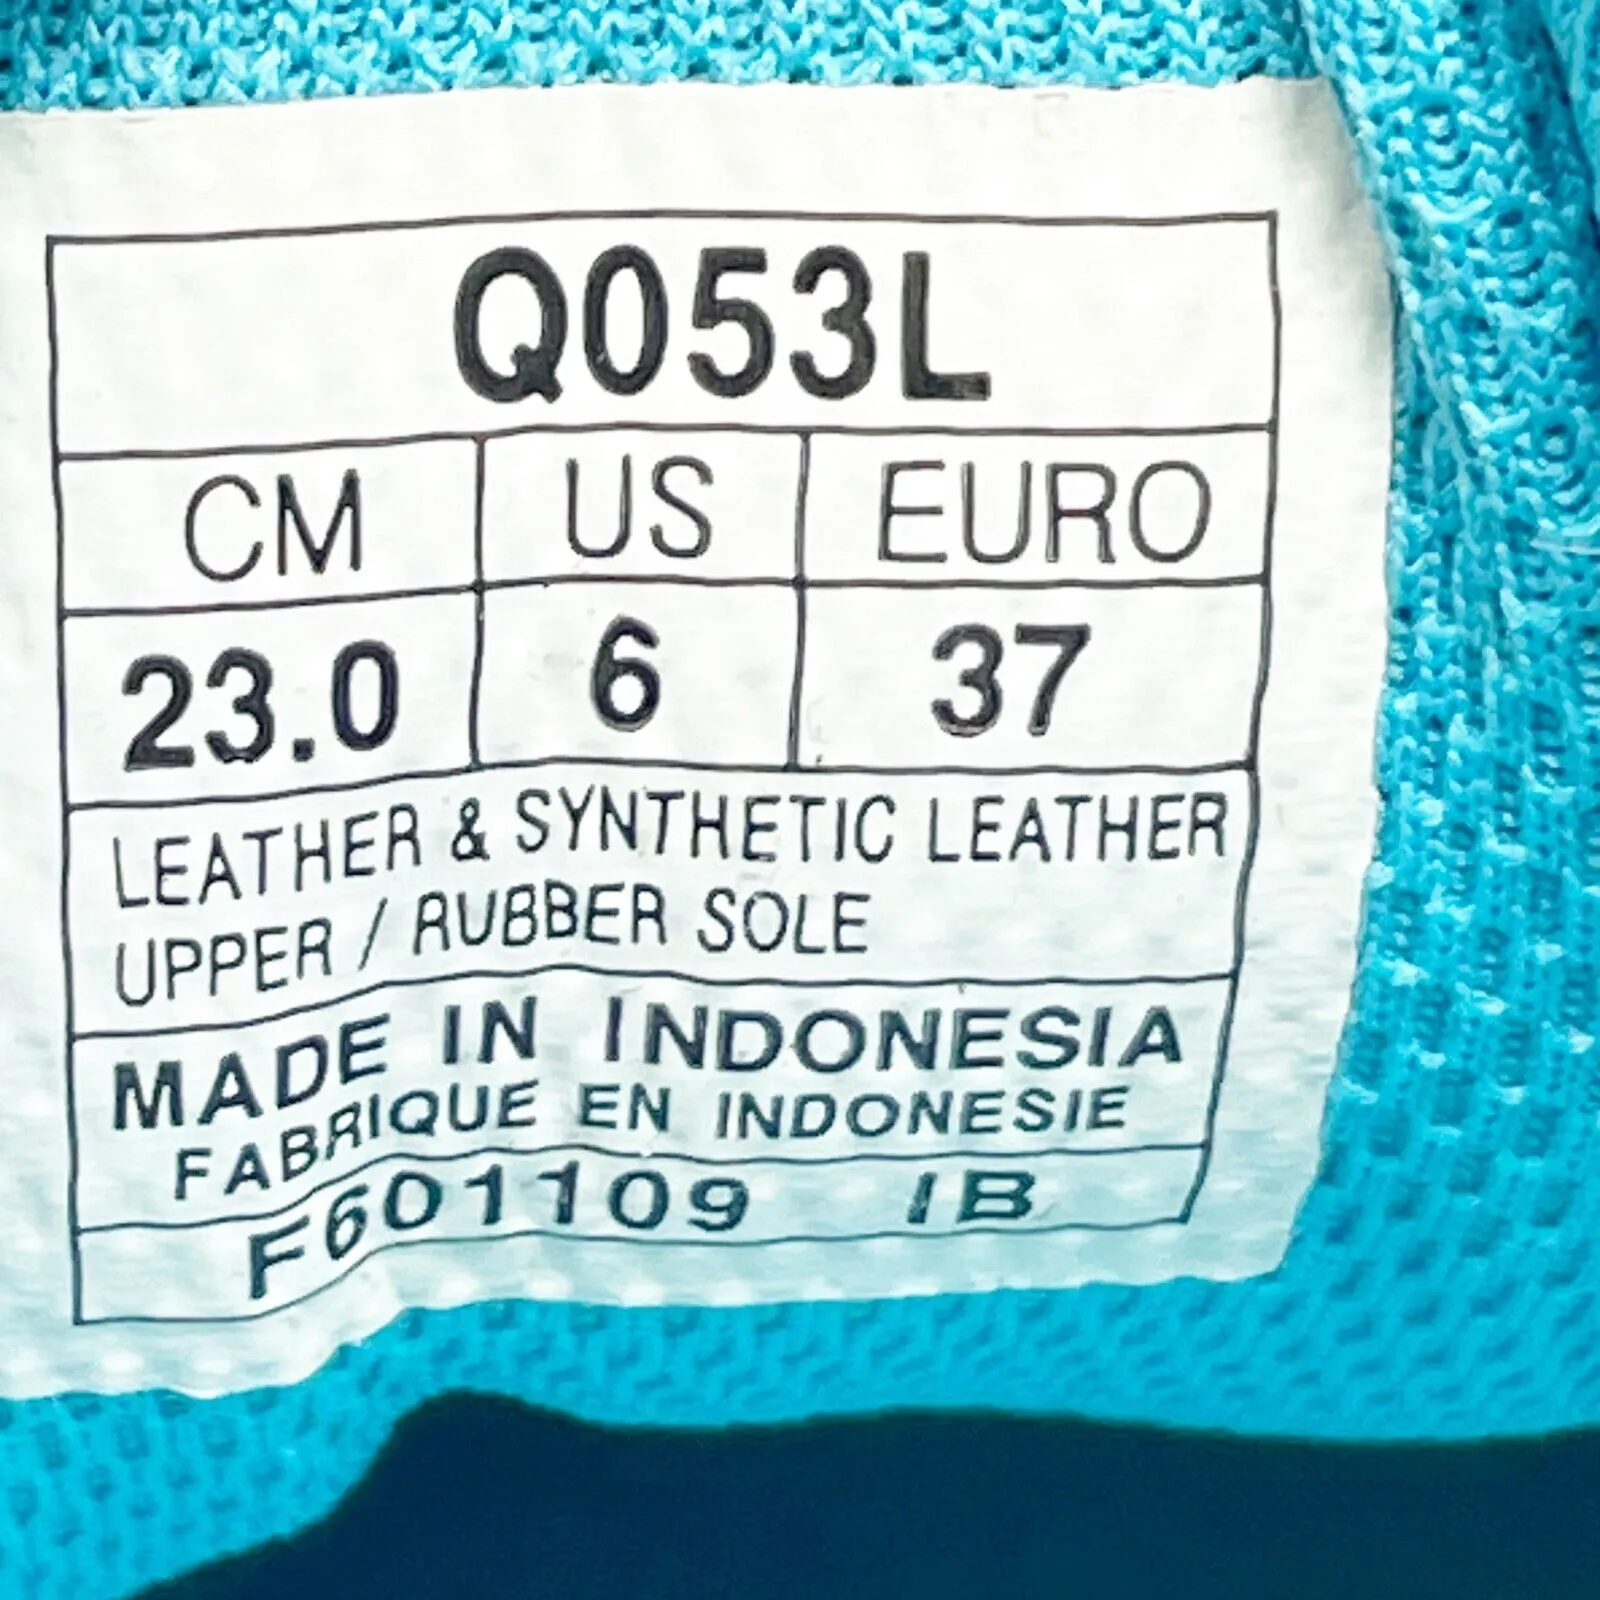 Q053L
CM US EURO
23.0 6 37
LEATHER & SYNTHETIC LEATHER
UPPER / RUBBER SOLE
MADE IN INDONESIA
FABRIQUE EN INDONESIE
F601109 IB